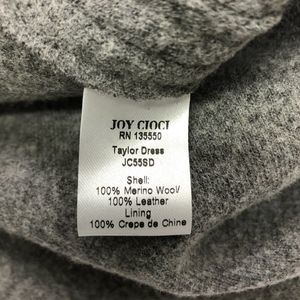 JOY CIOCI
RN 135550
Taylor Dress
JC55SD
Shell:
100% Merino Wool/
100% Leather
Lining
100% Crepe de Chine